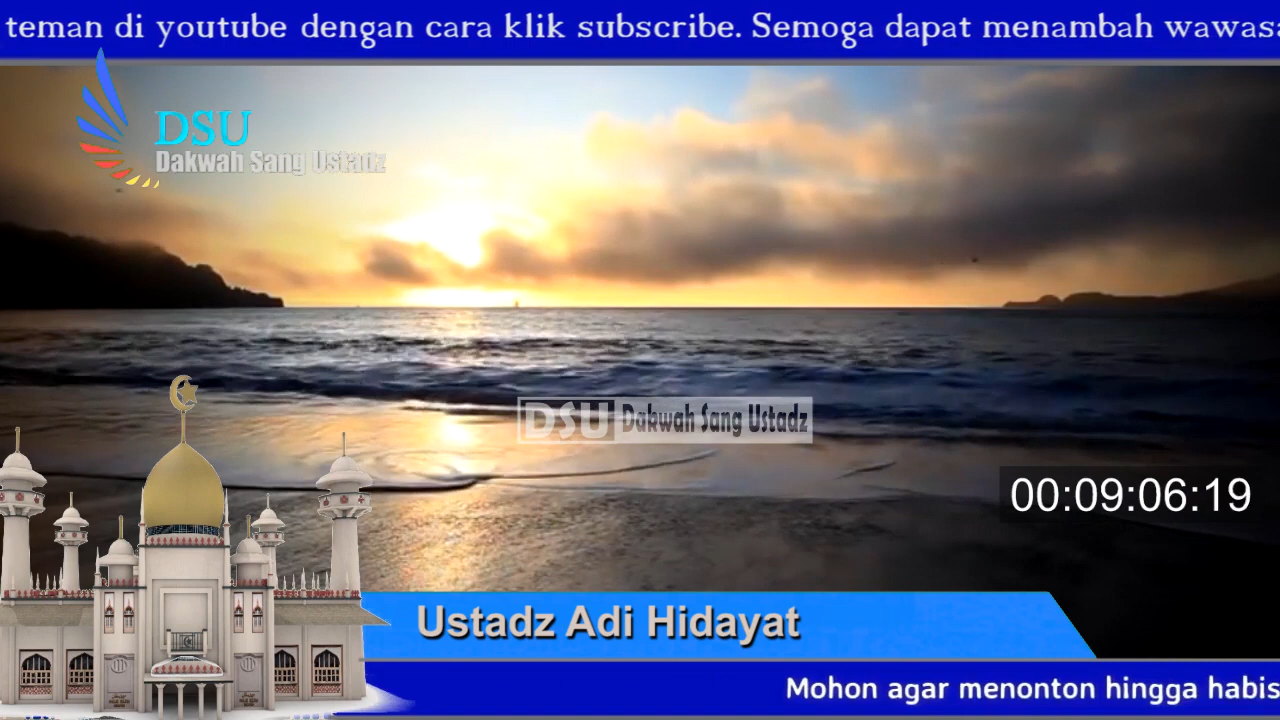 teman di youtube dengan cara klik subscribe. Semoga dapat menambah
DSU
Dakwah Sang Ustadz
DSU Dakwah Sang Ustadz
00:09:06:19
Ustadz Adi Hidayat
Mohon agar menonton hingga habis